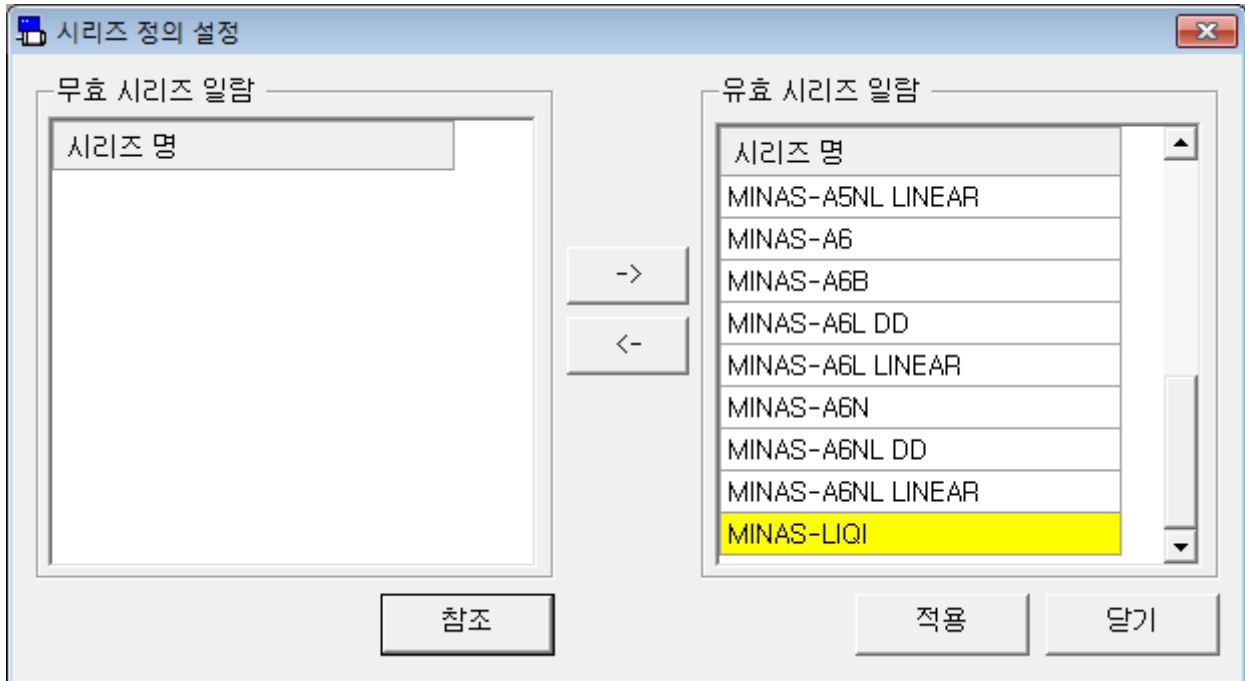 시리즈 정의 설정
무효 시리즈 일람
시리즈 명
->
<-
참조
유효 시리즈 일람
시리즈 명
MINAS-A5NL LINEAR
MINAS-A6
MINAS-A6B
MINAS-A6L DD
MINAS-A6L LINEAR
MINAS-A6N
MINAS-A6NL DD
MINAS-A6NL LINEAR
MINAS-LIQI
적용
닫기